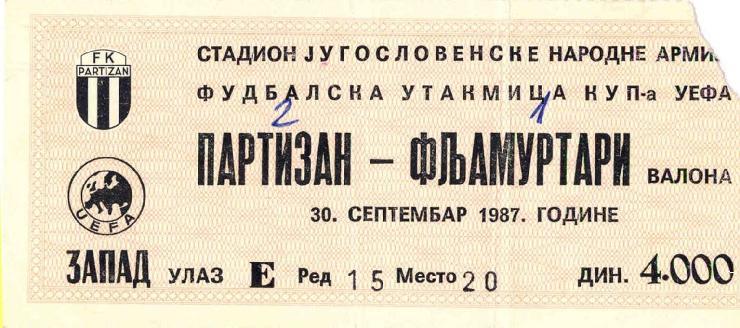 FK
PARTIZAN
СТАДИОН ЈУГОСЛОВЕНСКЕ НАРОДНЕ
ФУДБАЛСКА УТАКМИЦА КУП-а УЕФА
2 1
ПАРТИЗАН – ФЉАМУРТАРИ ВАЛОНА
UEFA
30. СЕПТЕМБАР 1987. ГОДИНЕ
ЗАПАД УЛАЗ Е Ред 15 Место 20 ДИН. 4.000